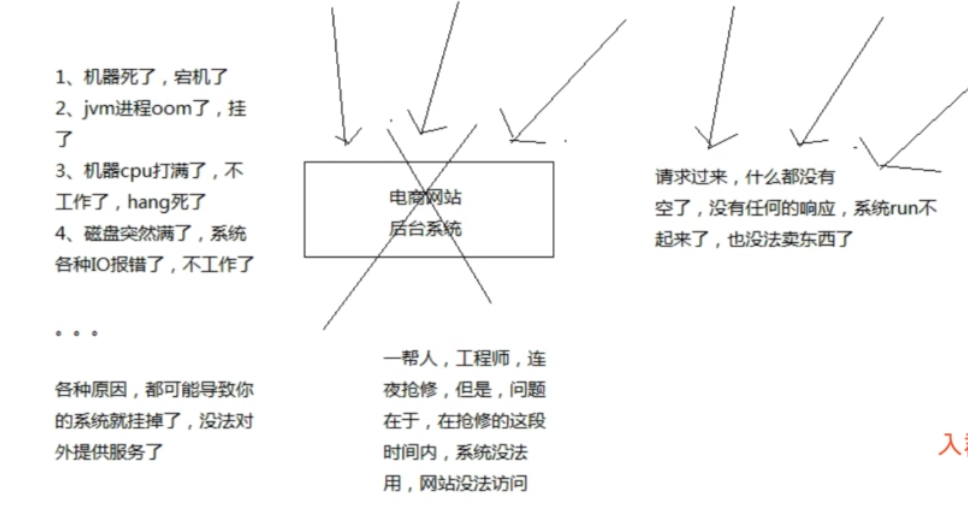 1、机器死了，宕机了
2、jvm进程oom了，挂
了
3、机器cpu打满了，不
工作了，hang死了
4、磁盘突然满了，系统
各种IO报错了，不工作了
。。。
各种原因，都可能导致你
的系统就挂掉了，没法对
外提供服务了
电商网站
后台系统
一帮人，工程师，连
夜抢修，但是，问题
在于，在抢修的这段
时间内，系统没法
用，网站没法访问
请求过来，什么都没有
空了，没有任何的响应，系统run不
起来了，也没法卖东西了
入